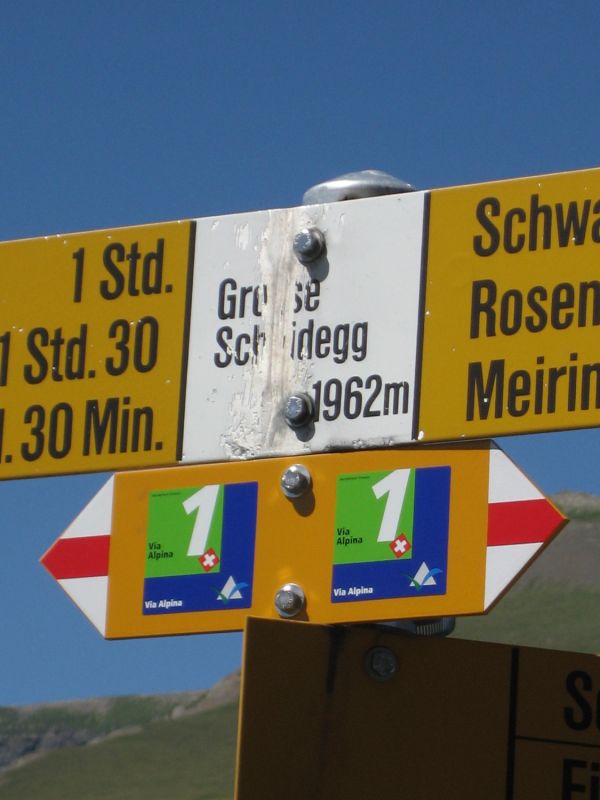 1 Std.
1 Std. 30
30 Min.
Grosse
Scheidegg
1962m
Schwa
Rosen
Meirin
1
Via
Alpina
Via Alpina
1
Via
Alpina
Via Alpina